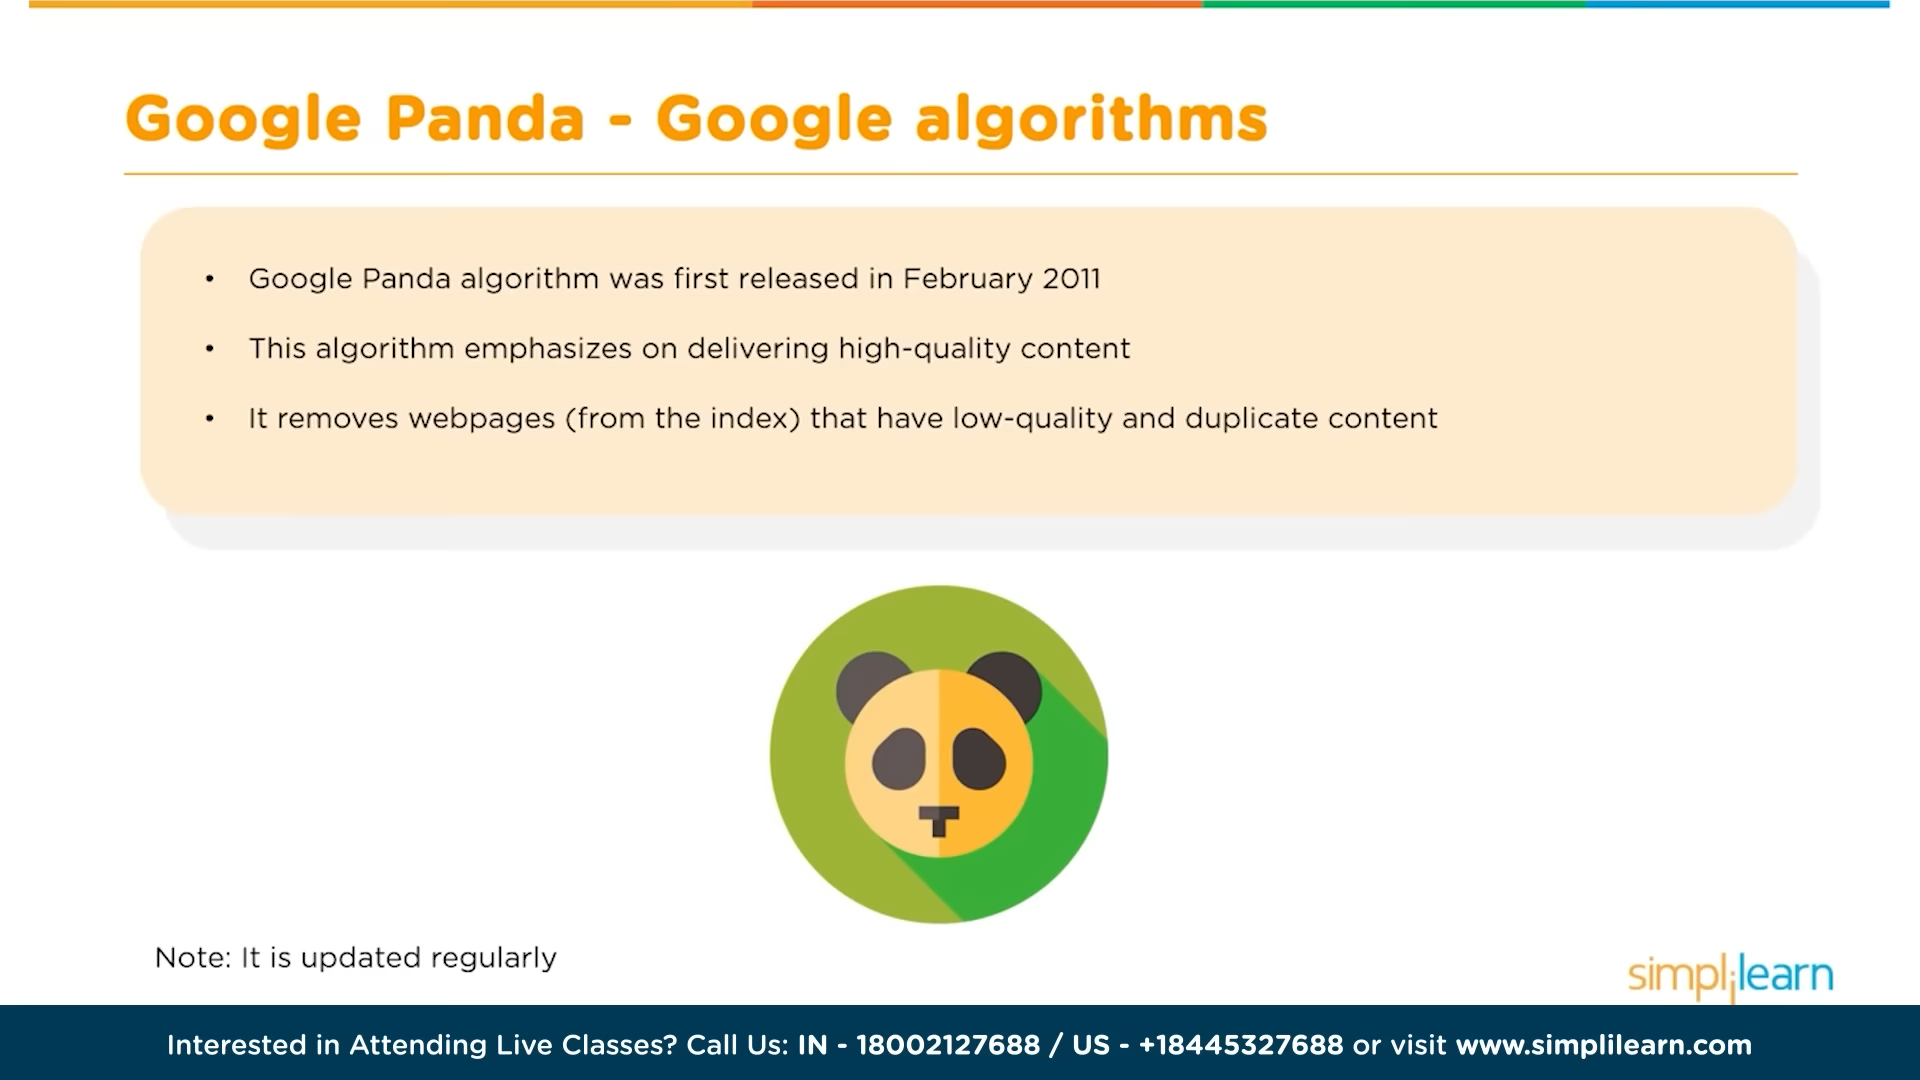 Google Panda - Google algorithms
• Google Panda algorithm was first released in February 2011
• This algorithm emphasizes on delivering high-quality content
• It removes webpages (from the index) that have low-quality and duplicate content
Note: It is updated regularly
simplilearn
Interested in Attending Live Classes? Call Us: IN - 18002127688 / US - +18445327688 or visit www.simplilearn.com